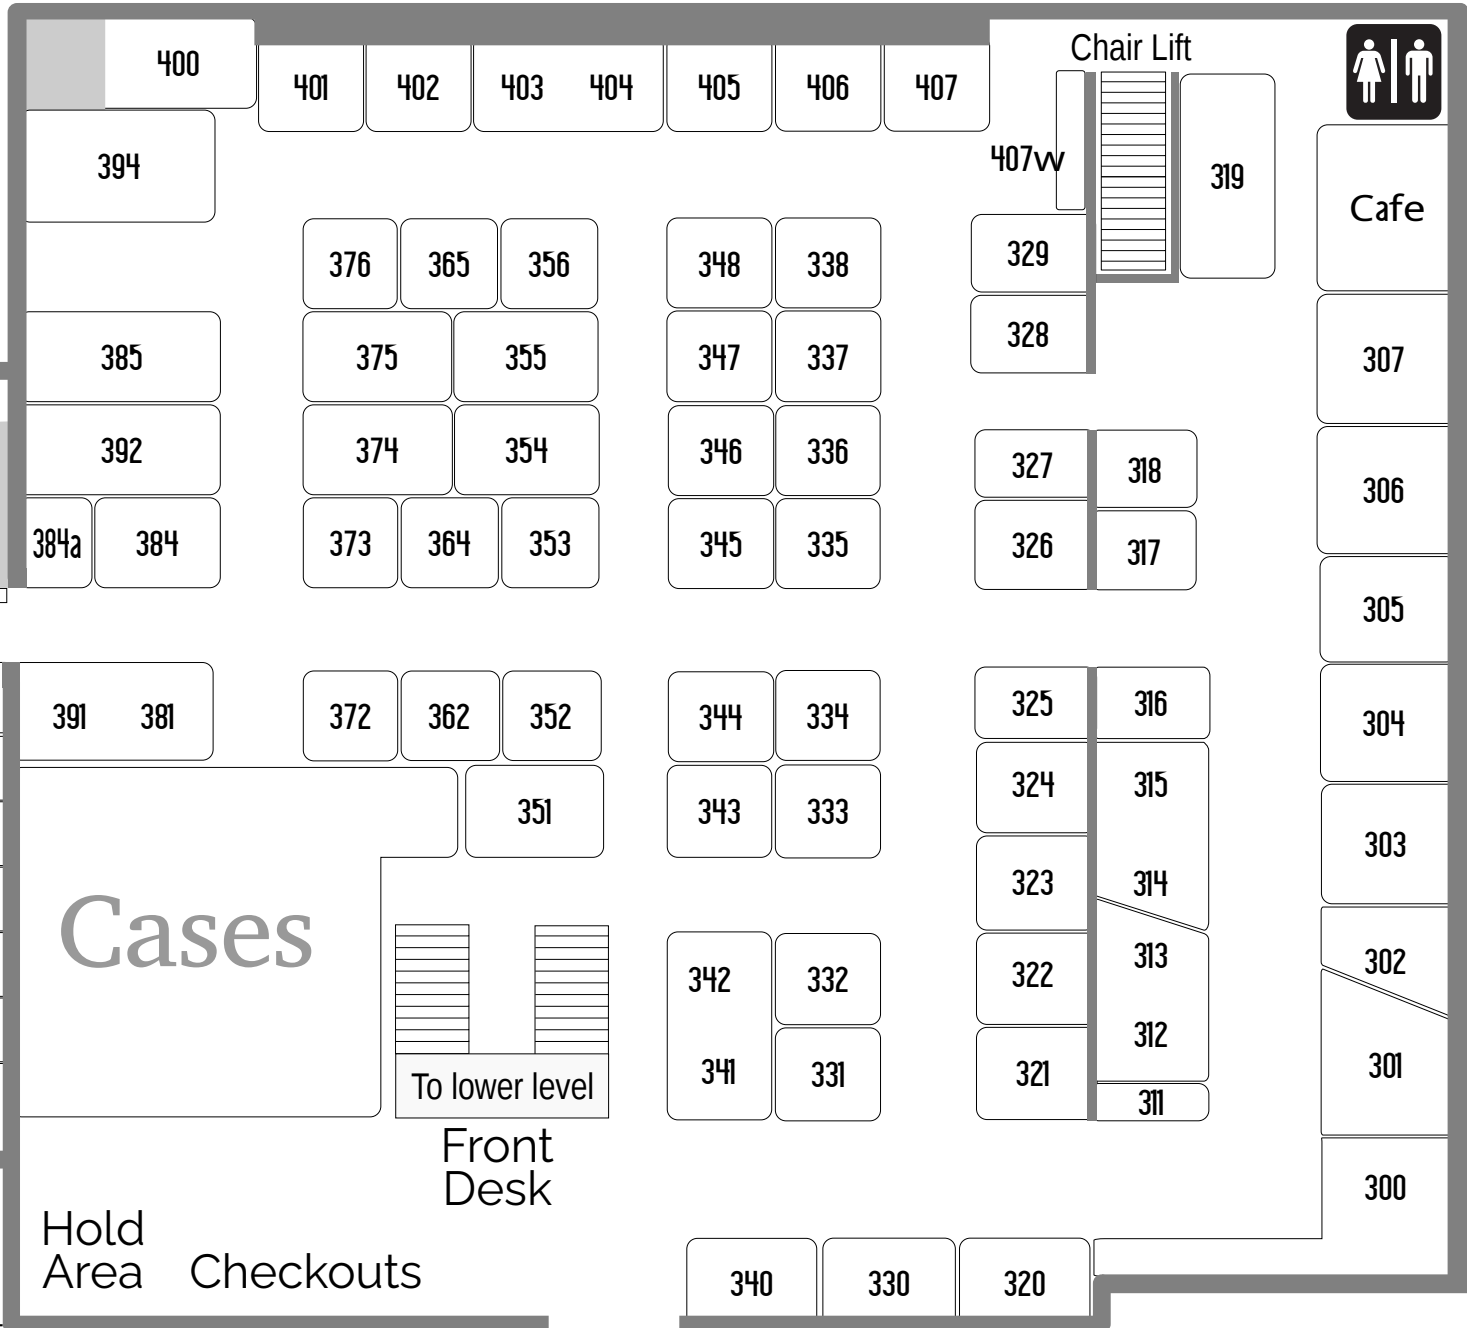 Chair Lift
400
401 402 403 404 405 406 407
394
407w
319
Cafe
376 365 356 348 338 329
385 375 355 347 337 328 307
392 374 354 346 336 327 318 306
384a 384 373 364 353 345 335 326 317 305
391 381 372 362 352 344 334 325 316 304
351 343 333 324 315 303
Cases
323 314
342 332 322 313 302
341 331 321 312 301
311
To lower level
Front
Desk
300
Hold
Area
Checkouts
340 330 320